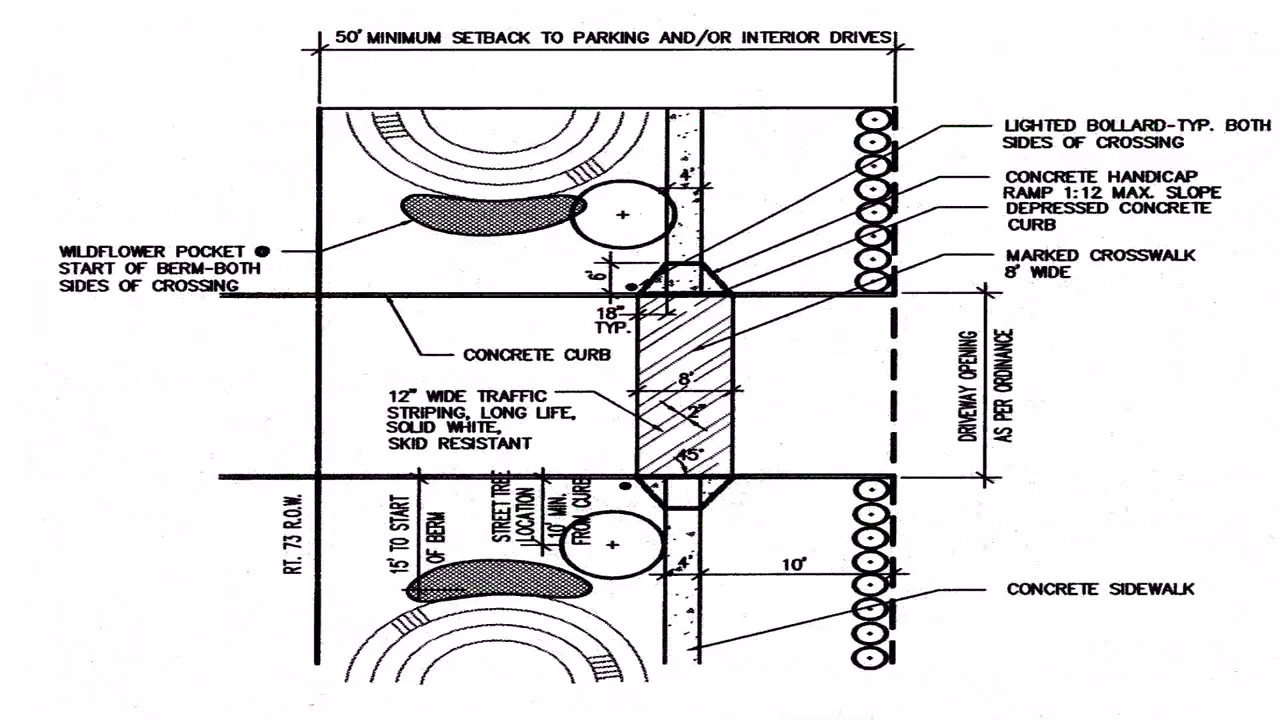 50' MINIMUM SETBACK TO PARKING AND/OR INTERIOR DRIVES
LIGHTED BOLLARD-TYP. BOTH
SIDES OF CROSSING
4'
CONCRETE HANDICAP
RAMP 1:12 MAX. SLOPE
DEPRESSED CONCRETE
CURB
WILDFLOWER POCKET @
START OF BERM-BOTH
SIDES OF CROSSING
MARKED CROSSWALK
8' WIDE
6'
18"
TYP.
CONCRETE CURB
8'
12" WIDE TRAFFIC
STRIPING, LONG LIFE,
SOLID WHITE,
SKID RESISTANT
2"
45°
DRIVEWAY OPENING
AS PER ORDINANCE
RT. 73 R.O.W.
15' TO START
OF BERM
STREET TREE
LOCATION
10' MIN.
FROM CURB
4'
10'
CONCRETE SIDEWALK